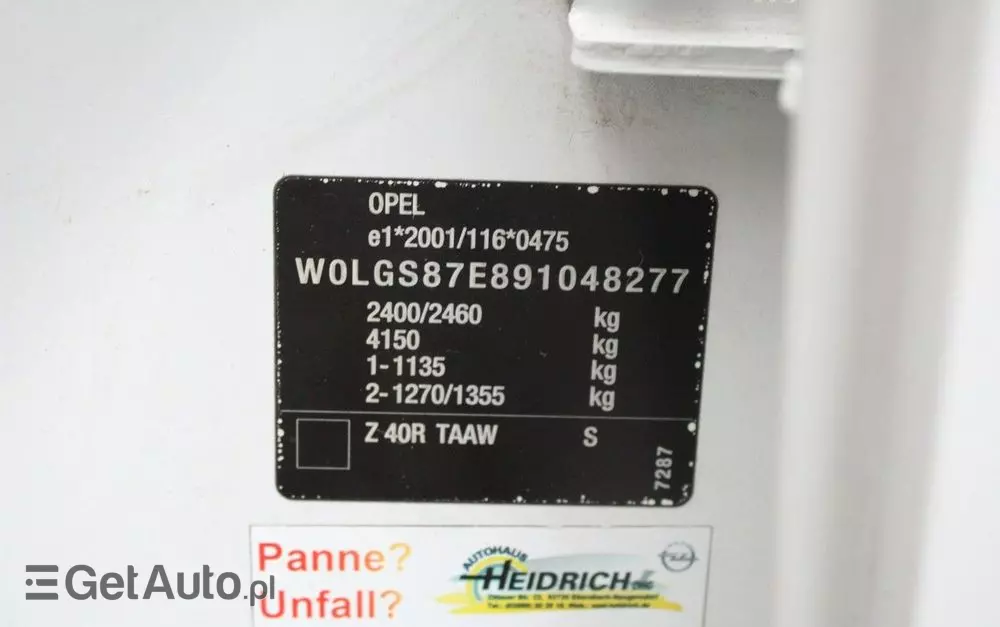 OPEL
e1*2001/116*0475
W0LGS87E891048277
2400/2460 kg
4150 kg
1-1135 kg
2-1270/1355 kg
Z 40R TAAW S
7287
Panne?
Unfall?
AUTOHAUS
HEIDRICH
GetAuto.pl